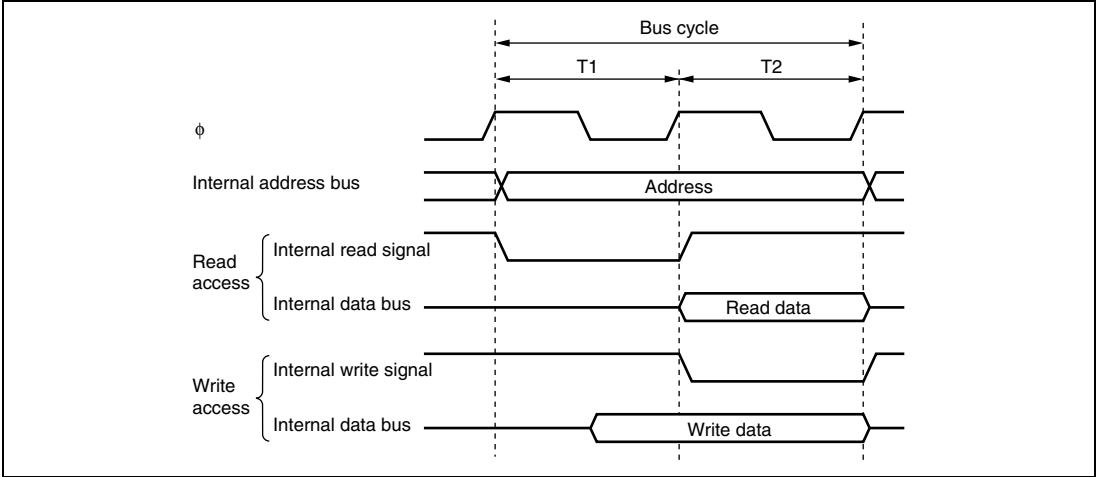 Bus cycle
T1
T2
ϕ
Internal address bus
Address
Read
access
Internal read signal
Internal data bus
Read data
Write
access
Internal write signal
Internal data bus
Write data